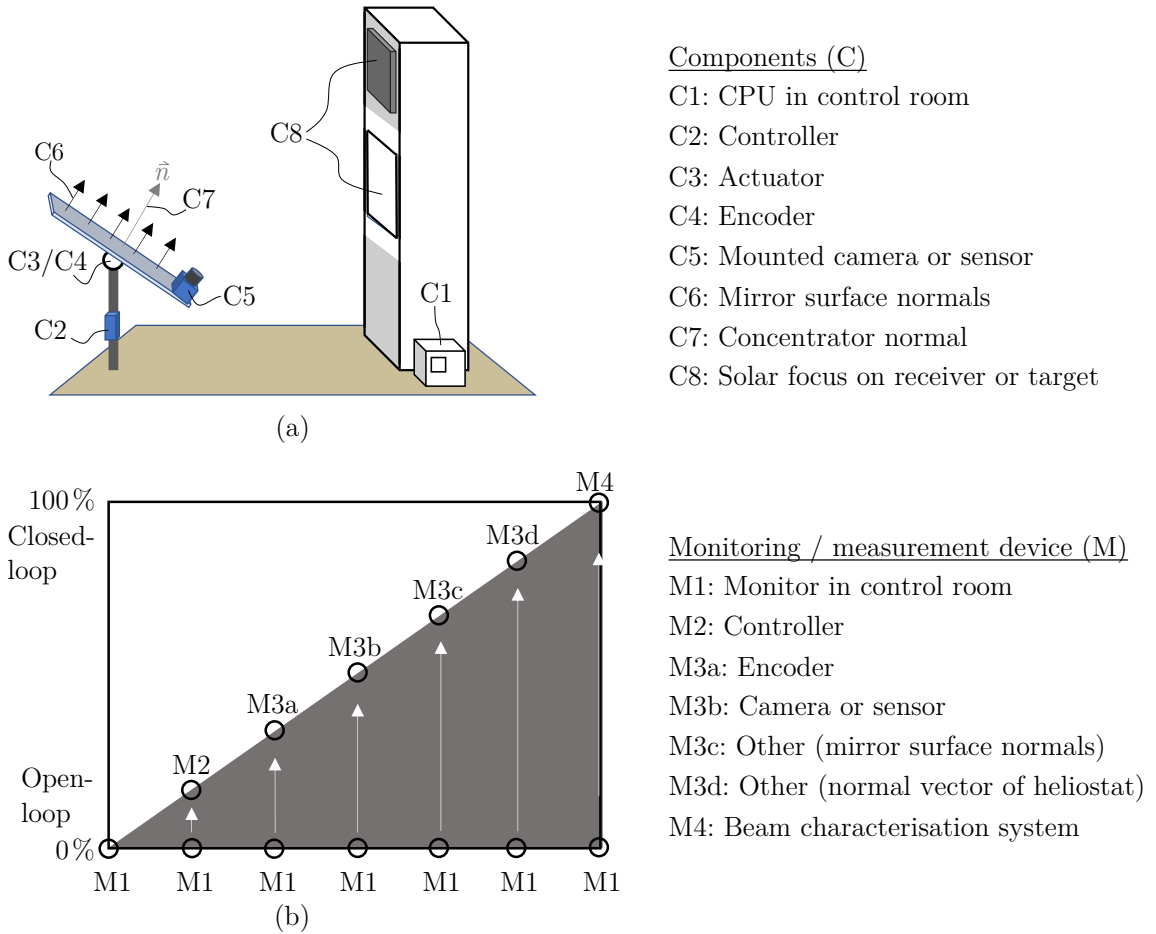 C8
C6
n⃗
C7
C3/C4
C5
C2
C1
(a)
Components (C)
C1: CPU in control room
C2: Controller
C3: Actuator
C4: Encoder
C5: Mounted camera or sensor
C6: Mirror surface normals
C7: Concentrator normal
C8: Solar focus on receiver or target
100 %
Closed-
loop
Open-
loop
0 %
M4
M3d
M3c
M3b
M3a
M2
M1 M1 M1 M1 M1 M1 M1
(b)
Monitoring / measurement device (M)
M1: Monitor in control room
M2: Controller
M3a: Encoder
M3b: Camera or sensor
M3c: Other (mirror surface normals)
M3d: Other (normal vector of heliostat)
M4: Beam characterisation system